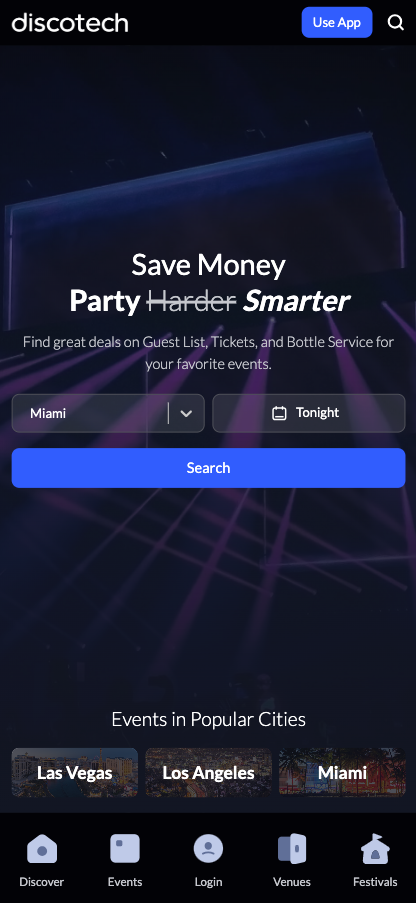 discotech
Use App
Save Money
Party Harder Smarter
Find great deals on Guest List, Tickets, and Bottle Service for
your favorite events.
Miami
Tonight
Search
Events in Popular Cities
Las Vegas
Los Angeles
Miami
Discover
Events
Login
Venues
Festivals